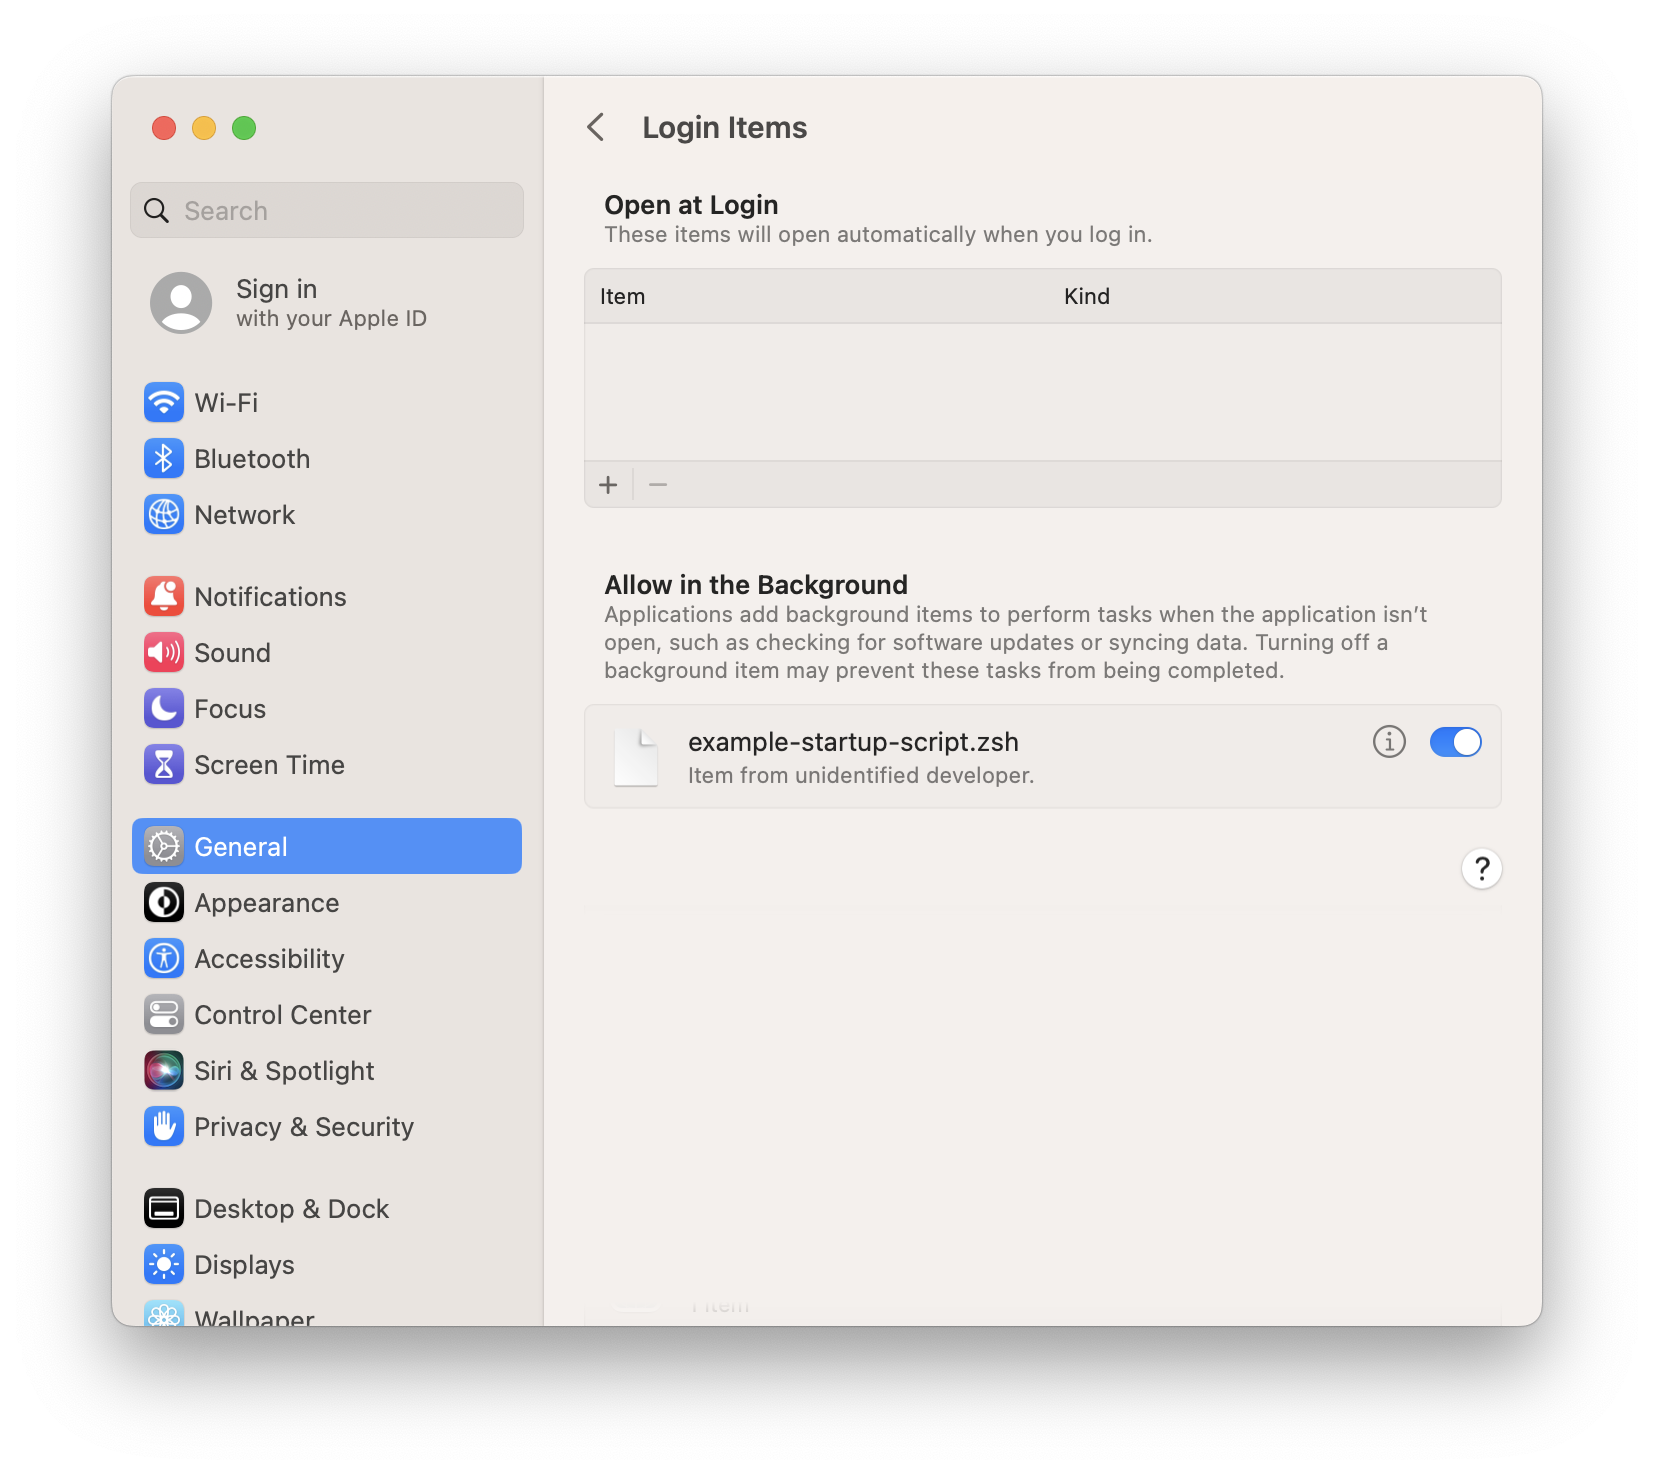 Search
Sign in
with your Apple ID
Wi-Fi
Bluetooth
Network
Notifications
Sound
Focus
Screen Time
General
Appearance
Accessibility
Control Center
Siri & Spotlight
Privacy & Security
Desktop & Dock
Displays
Wallpaper
Login Items
Open at Login
These items will open automatically when you log in.
Item Kind
Allow in the Background
Applications add background items to perform tasks when the application isn’t
open, such as checking for software updates or syncing data. Turning off a
background item may prevent these tasks from being completed.
example-startup-script.zsh
Item from unidentified developer.
?